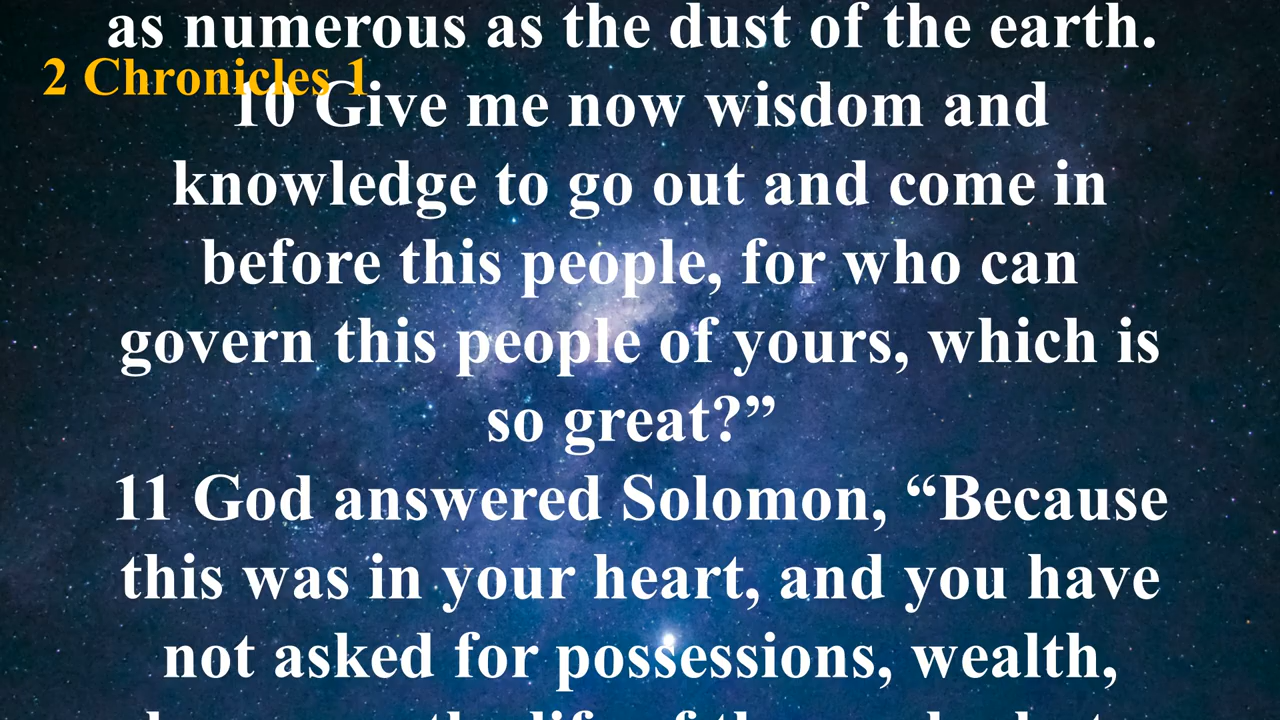 as numerous as the dust of the earth.
2 Chronicles 1
10 Give me now wisdom and
knowledge to go out and come in
before this people, for who can
govern this people of yours, which is
so great?”
11 God answered Solomon, “Because
this was in your heart, and you have
not asked for possessions, wealth,